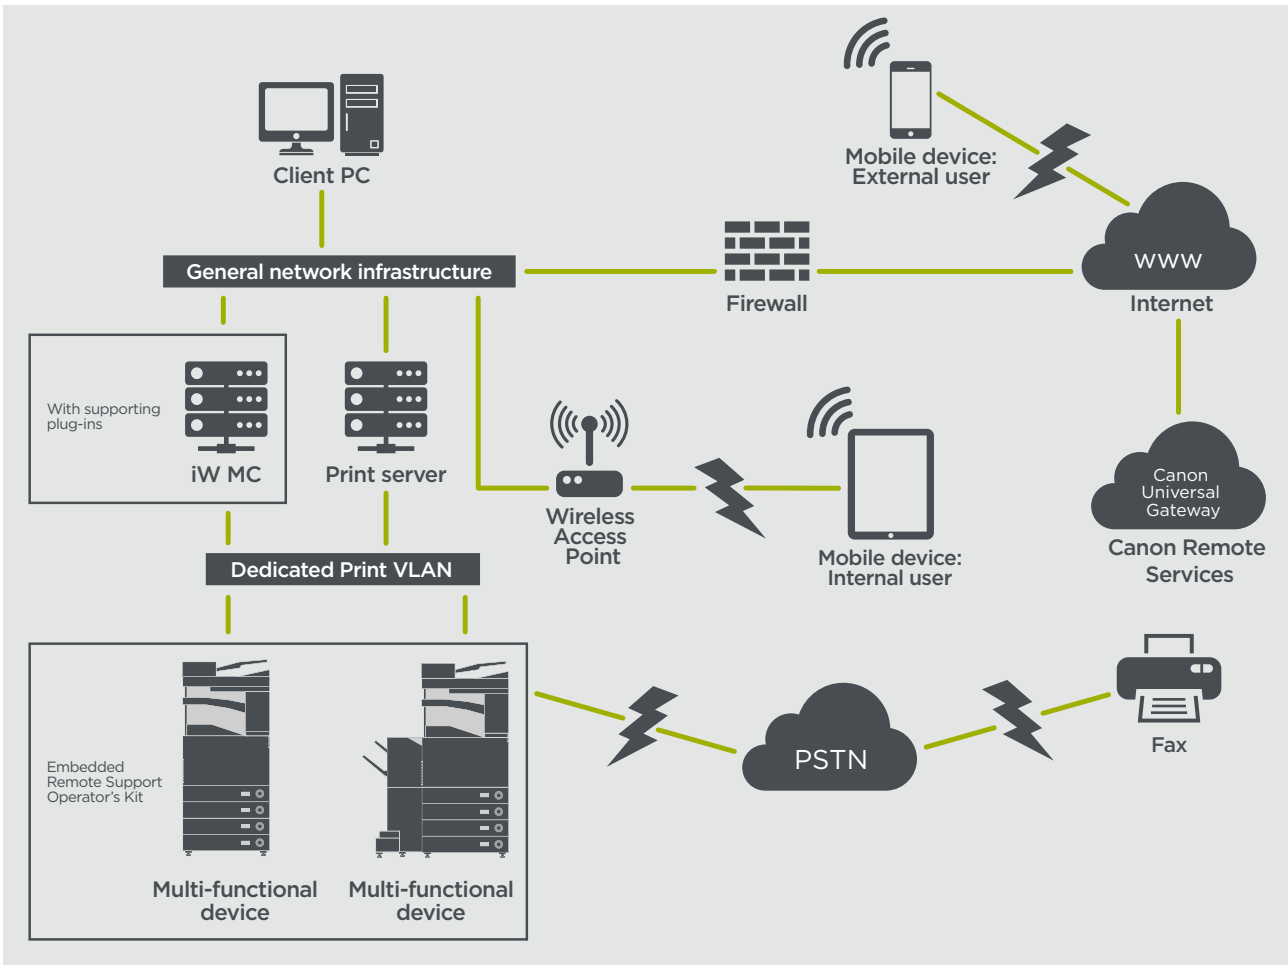 Client PC
Mobile device:
External user
General network infrastructure
Firewall
www
Internet
With supporting
plug-ins
iW MC
Print server
Wireless
Access
Point
Mobile device:
Internal user
Canon
Universal
Gateway
Canon Remote
Services
Dedicated Print VLAN
Embedded
Remote Support
Operator's Kit
Multi-functional
device
Multi-functional
device
PSTN
Fax